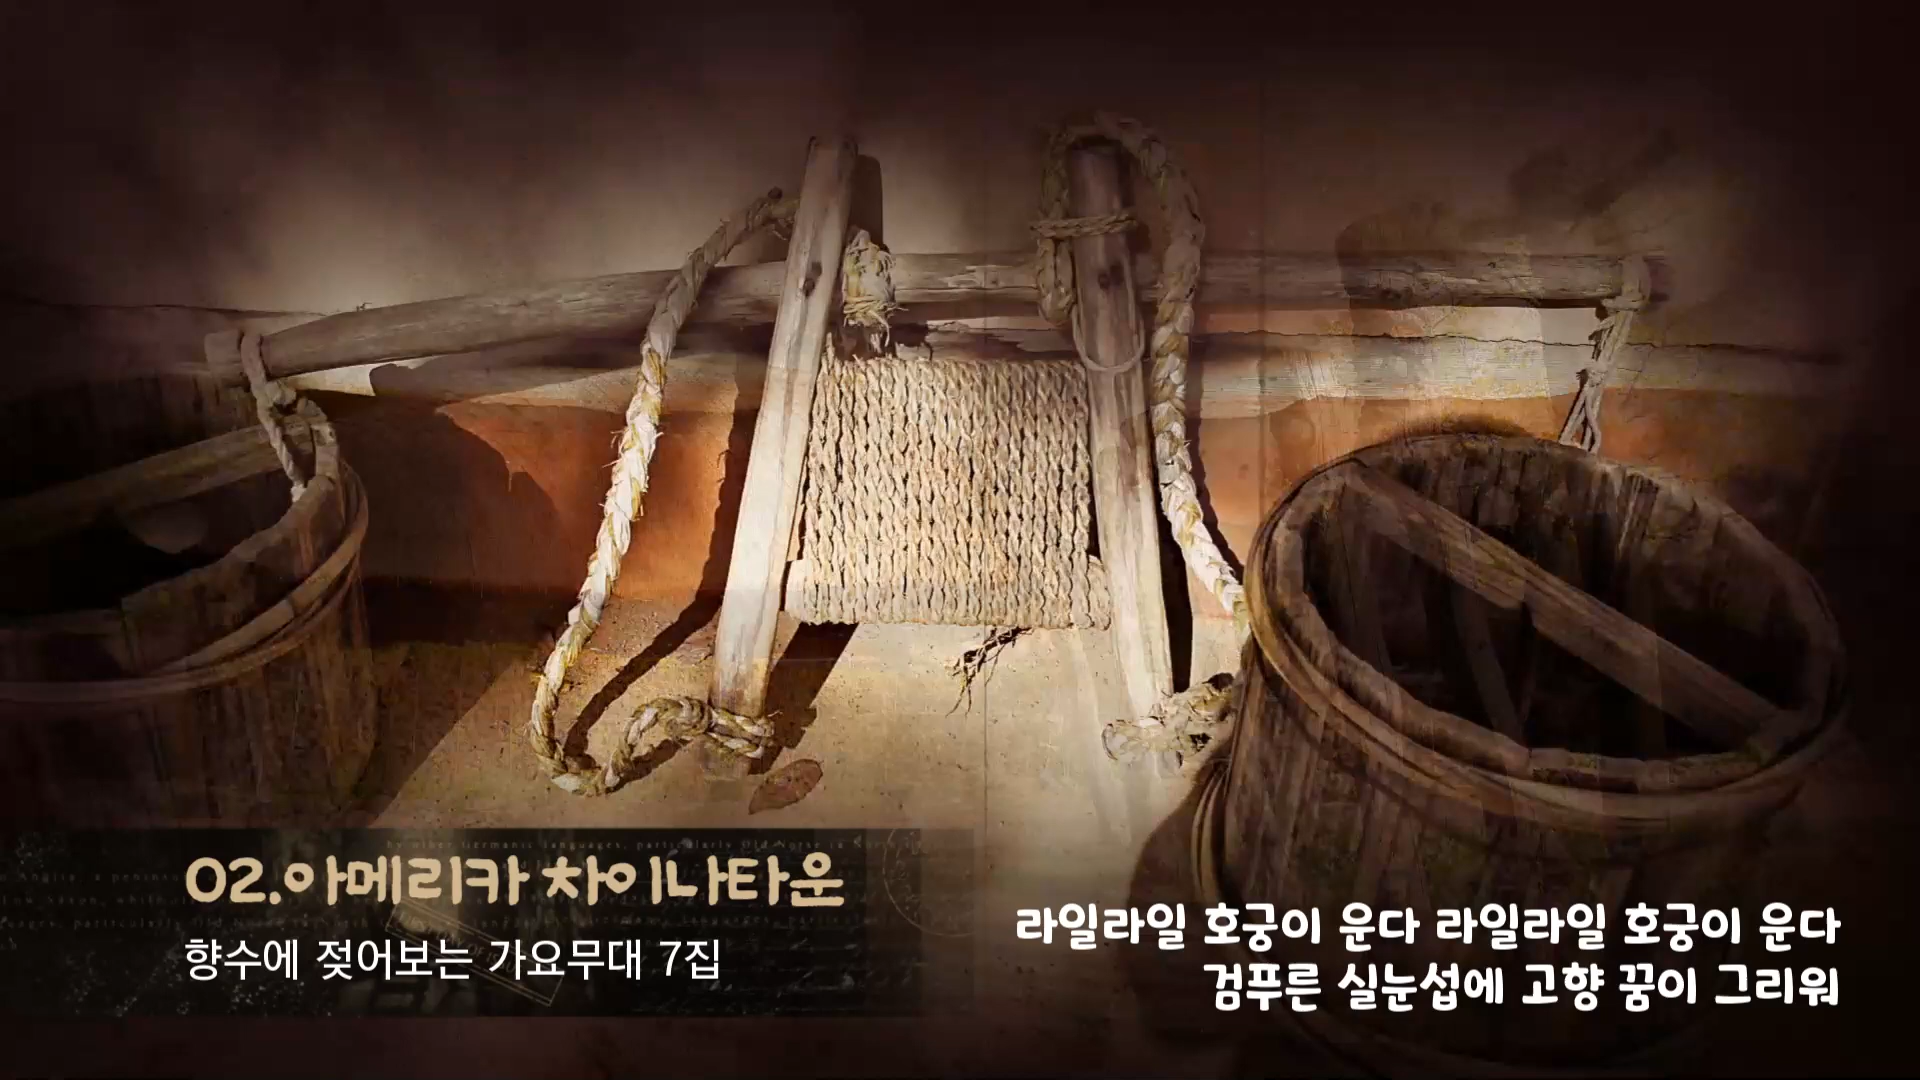 02.아메리카 차이나타운
향수에 젖어보는 가요무대 7집
라일라일 호궁이 운다 라일라일 호궁이 운다
검푸른 실눈섭에 고향 꿈이 그리워